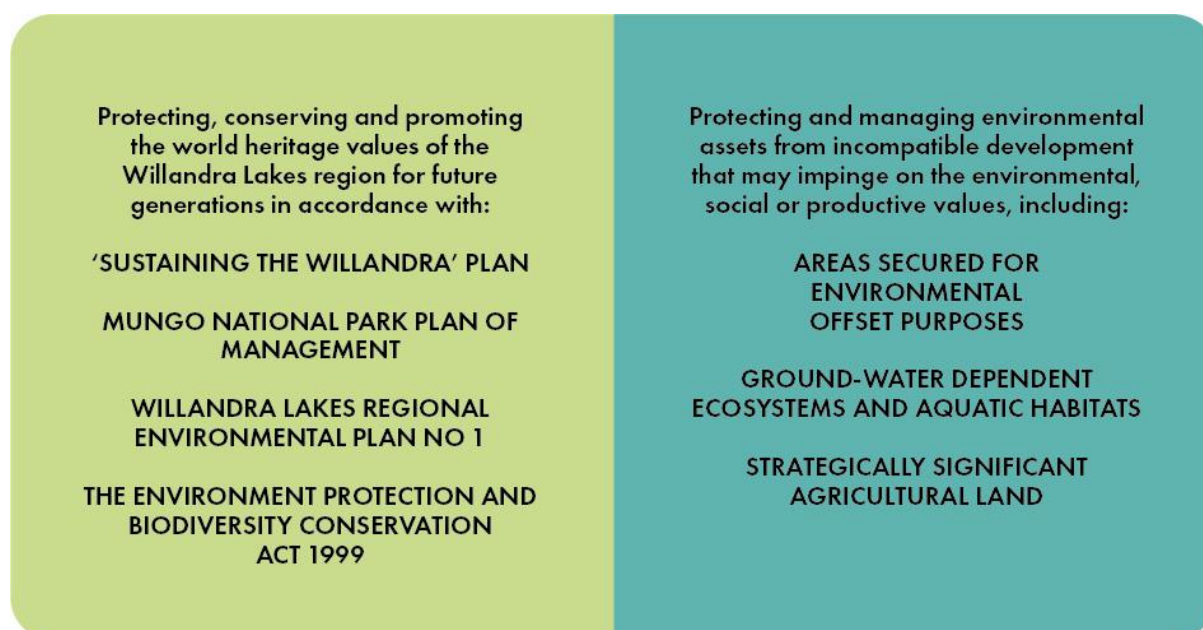 Protecting, conserving and promoting
the world heritage values of the
Willandra Lakes region for future
generations in accordance with:
‘SUSTAINING THE WILLANDRA’ PLAN
MUNGO NATIONAL PARK PLAN OF
MANAGEMENT
WILLANDRA LAKES REGIONAL
ENVIRONMENTAL PLAN NO 1
THE ENVIRONMENT PROTECTION AND
BIODIVERSITY CONSERVATION
ACT 1999
Protecting and managing environmental
assets from incompatible development
that may impinge on the environmental,
social or productive values, including:
AREAS SECURED FOR
ENVIRONMENTAL
OFFSET PURPOSES
GROUND-WATER DEPENDENT
ECOSYSTEMS AND AQUATIC HABITATS
STRATEGICALLY SIGNIFICANT
AGRICULTURAL LAND